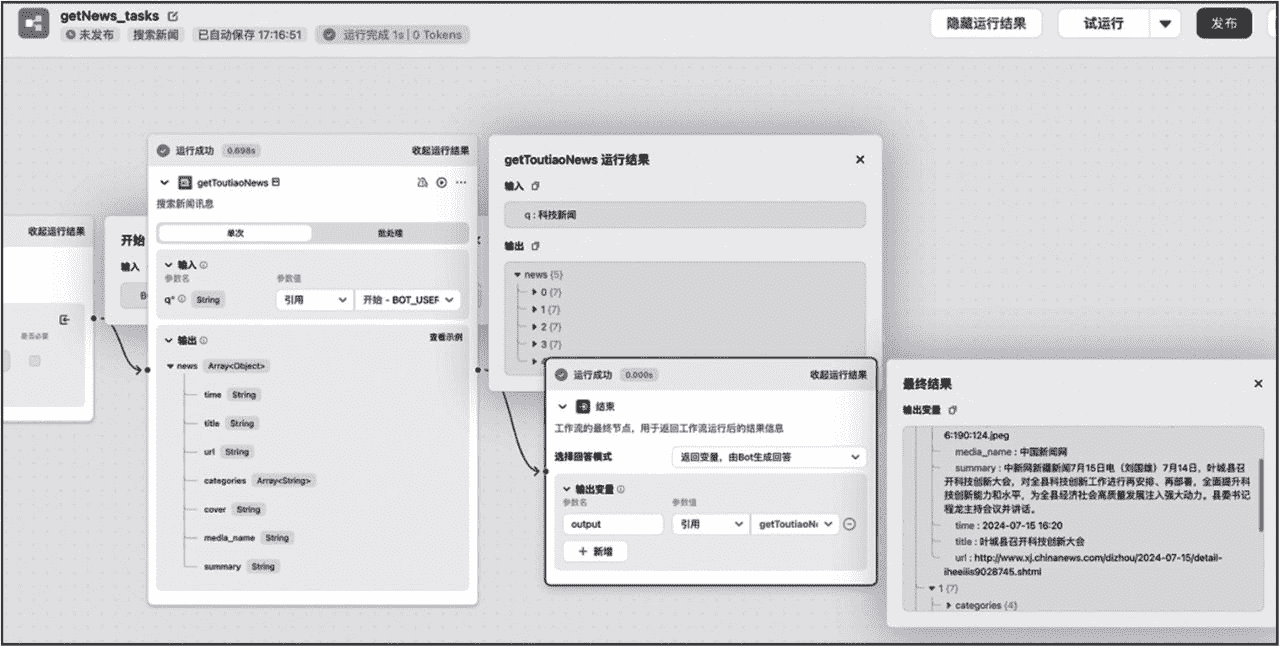 getNews_tasks
未发布 搜索新闻 已自动保存 17:16:51 运行完成 1s | 0 Tokens
隐藏运行结果 试运行 发布
收起运行结果
是否必要
开始
输入
运行成功 0.698s 收起运行结果
getToutiaoNews
搜索新闻讯息
单次 批处理
输入
参数名 参数值
q* String 引用 开始 - BOT_USER
输出 查看示例
news Array<Object>
time String
title String
url String
categories Array<String>
cover String
media_name String
summary String
getToutiaoNews 运行结果
输入
q : 科技新闻
输出
news {5}
0 {7}
1 {7}
2 {7}
3 {7}
运行成功 0.000s 收起运行结果
结束
工作流的最终节点，用于返回工作流运行后的结果信息
选择回答模式 返回变量，由Bot生成回答
输出变量
参数名 参数值
output 引用 getToutiaoN
+ 新增
最终结果
输出变量
6:190:124.jpeg
media_name : 中国新闻网
summary : 中新网新疆新闻7月15日电（刘国雄）7月14日，叶城县召
开科技创新大会，对全县科技创新工作进行再安排、再部署，全面提升科
技创新能力和水平，为全县经济社会高质量发展注入强大动力。县委书记
程龙主持会议并讲话。
time : 2024-07-15 16:20
title : 叶城县召开科技创新大会
url : http://www.xj.chinanews.com/dizhou/2024-07-15/detail-
iheeiiis9028745.shtml
1 {7}
categories {4}